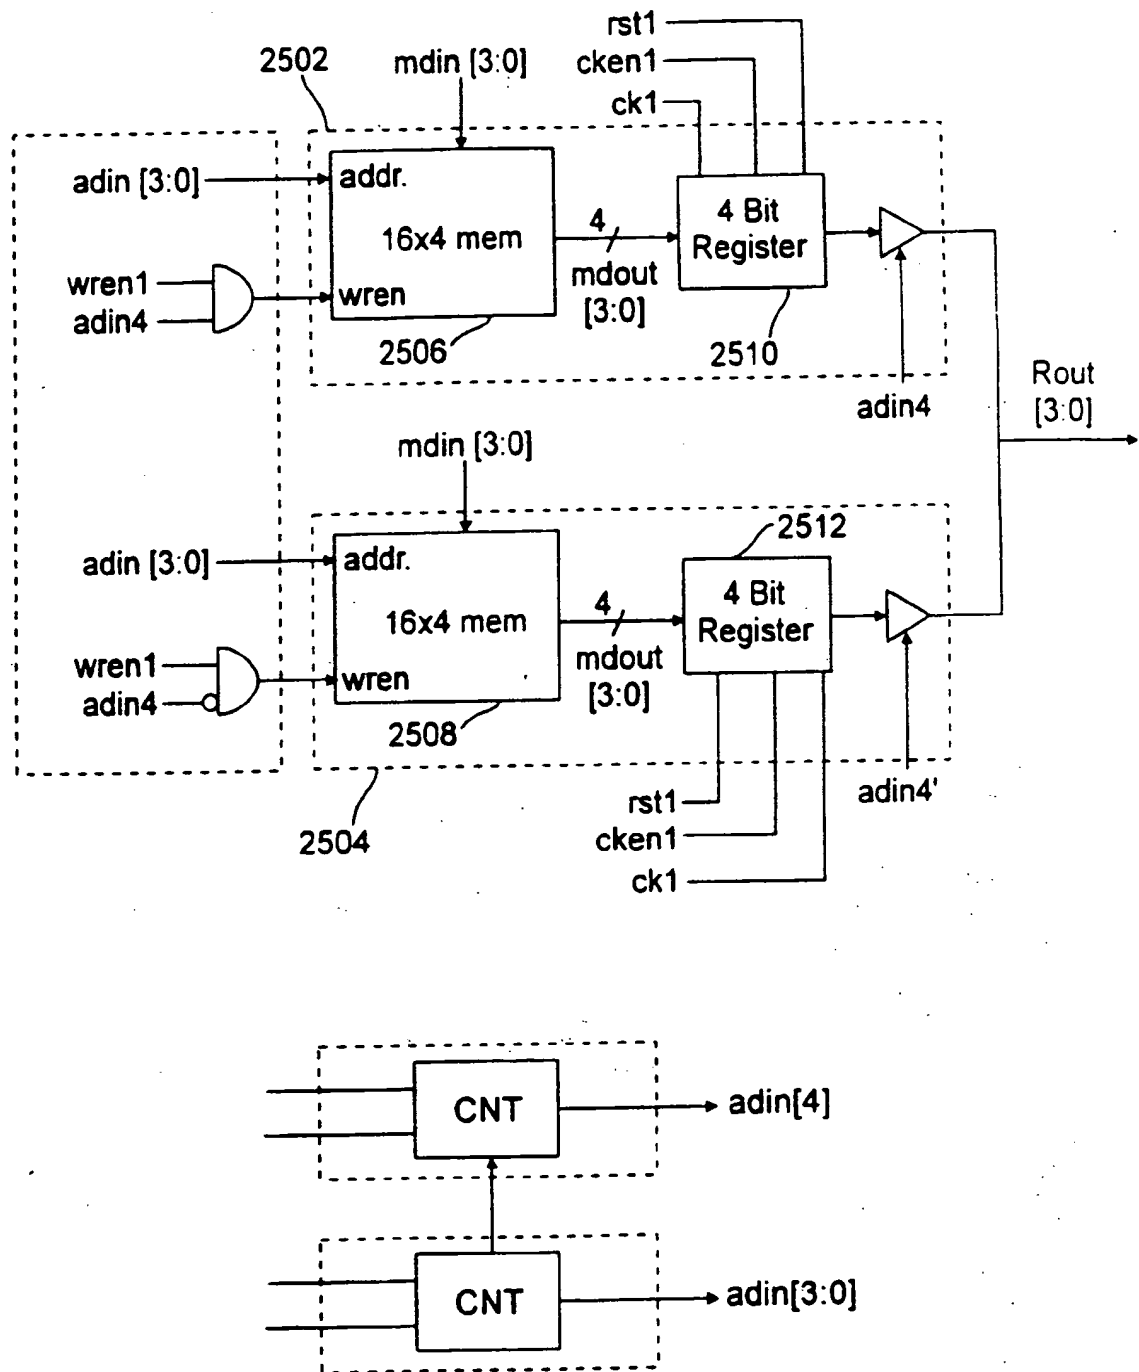 rst1
2502
mdin [3:0]
cken1
ck1
adin [3:0]
addr.
16x4 mem
4
mdout
[3:0]
4 Bit
Register
wren1
adin4
wren
2506
2510
adin4
Rout
[3:0]
mdin [3:0]
2512
adin [3:0]
addr.
16x4 mem
4
mdout
[3:0]
4 Bit
Register
wren1
adin4
wren
2508
adin4'
rst1
2504
cken1
ck1
CNT
adin[4]
CNT
adin[3:0]